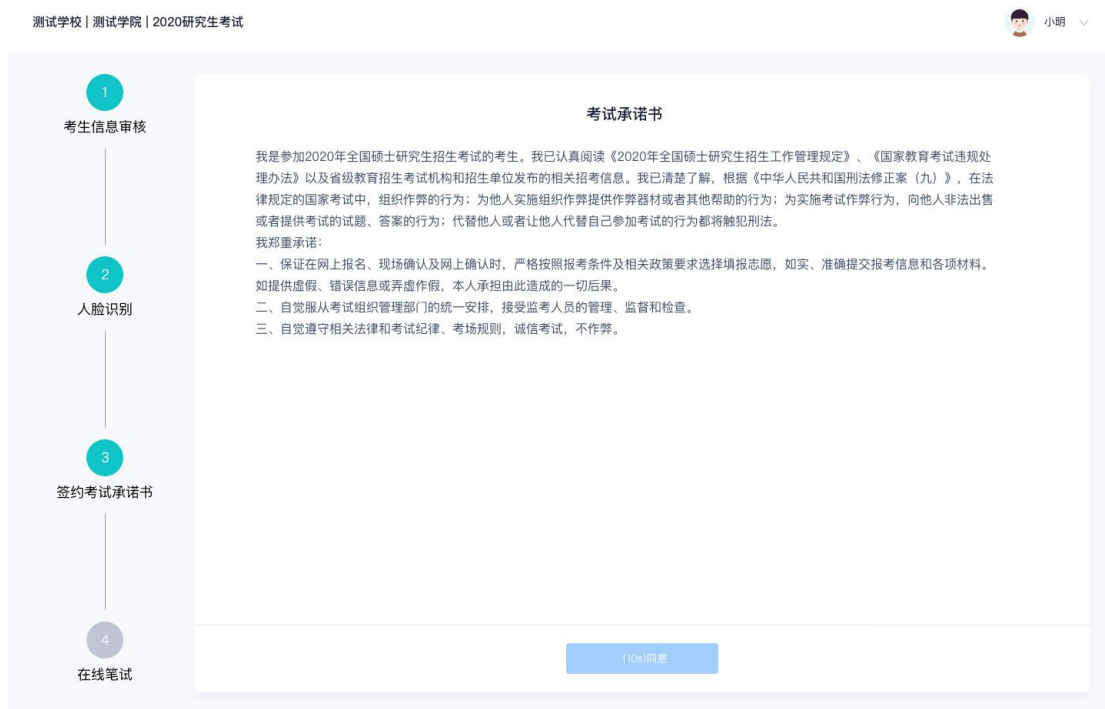 测试学校 | 测试学院 | 2020研究生考试
小明
1
考生信息审核
2
人脸识别
3
签约考试承诺书
4
在线笔试
考试承诺书
我是参加2020年全国硕士研究生招生考试的考生。我已认真阅读《2020年全国硕士研究生招生工作管理规定》、《国家教育考试违规处
理办法》以及省级教育招生考试机构和招生单位发布的相关招考信息。我已清楚了解，根据《中华人民共和国刑法修正案（九）》，在法
律规定的国家考试中，组织作弊的行为；为他人实施组织作弊提供作弊器材或者其他帮助的行为；为实施考试作弊行为，向他人非法出售
或者提供考试的试题、答案的行为；代替他人或者让他人代替自己参加考试的行为都将触犯刑法。
我郑重承诺：
一、保证在网上报名、现场确认及网上确认时，严格按照报考条件及相关政策要求选择填报志愿，如实、准确提交报考信息和各项材料。
如提供虚假、错误信息或弄虚作假，本人承担由此造成的一切后果。
二、自觉服从考试组织管理部门的统一安排，接受监考人员的管理、监督和检查。
三、自觉遵守相关法律和考试纪律、考场规则，诚信考试，不作弊。
(10s)同意